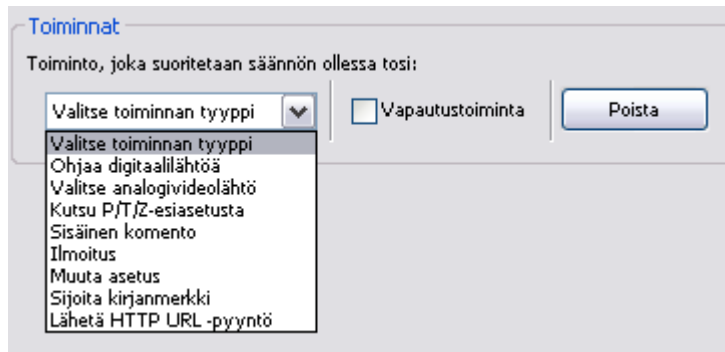 Toiminnat
Toiminto, joka suoritetaan säännön ollessa tosi:
Valitse toiminnan tyyppi Vapautustoiminta Poista
Valitse toiminnan tyyppi
Ohjaa digitaalilähtöä
Valitse analogivideolähtö
Kutsu P/T/Z-esiasetusta
Sisäinen komento
Ilmoitus
Muuta asetus
Sijoita kirjanmerkki
Lähetä HTTP URL -pyyntö